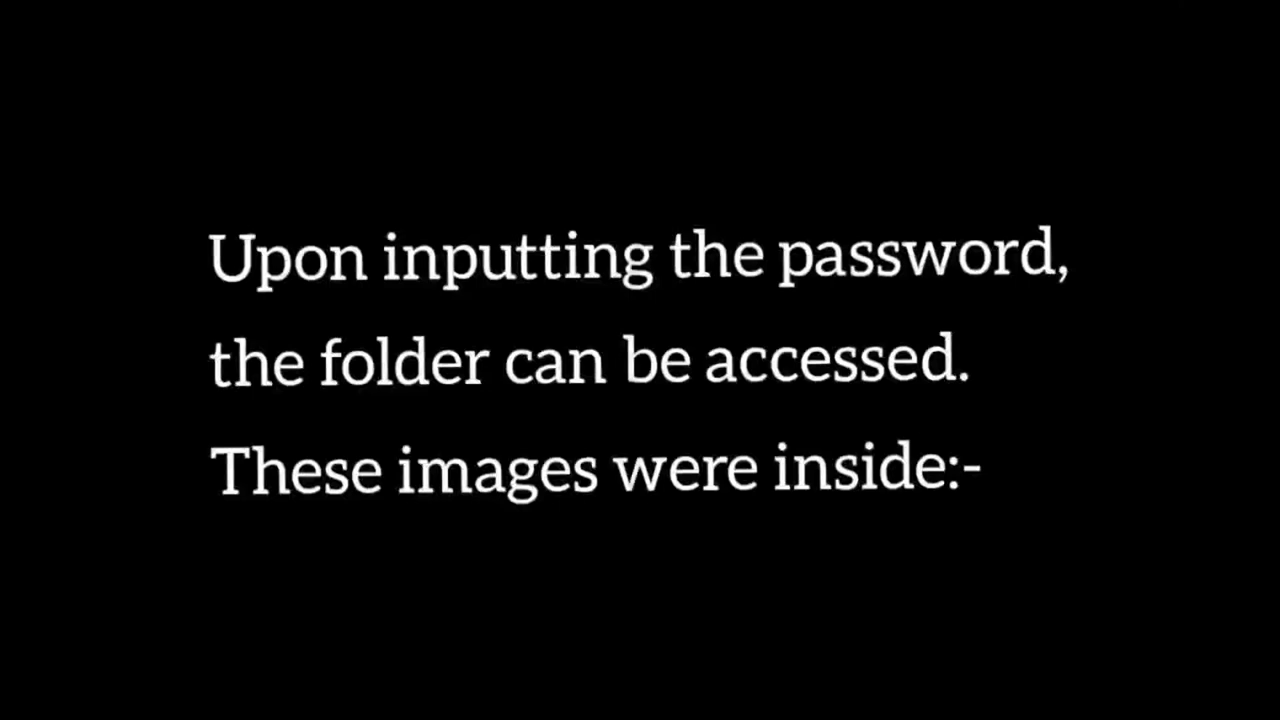 Upon inputting the password,
the folder can be accessed.
These images were inside:-